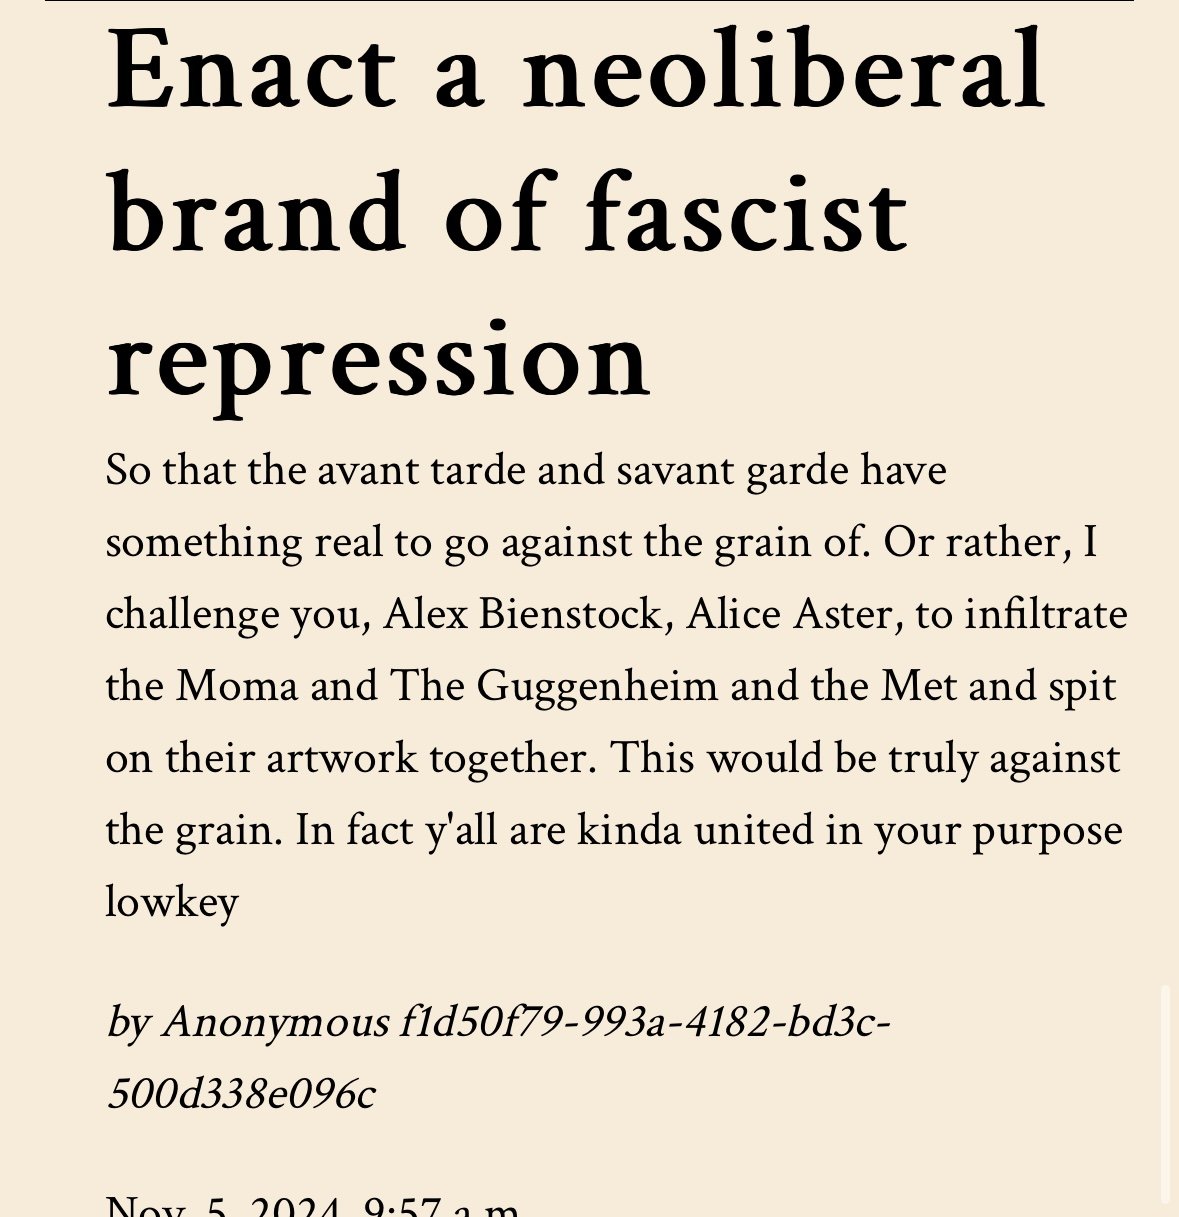 Enact a neoliberal
brand of fascist
repression
So that the avant tarde and savant garde have
something real to go against the grain of. Or rather, I
challenge you, Alex Bienstock, Alice Aster, to infiltrate
the Moma and The Guggenheim and the Met and spit
on their artwork together. This would be truly against
the grain. In fact y'all are kinda united in your purpose
lowkey
by Anonymous f1d50f79-993a-4182-bd3c-
500d338e096c
Nov. 5, 2024, 9:57 a.m.